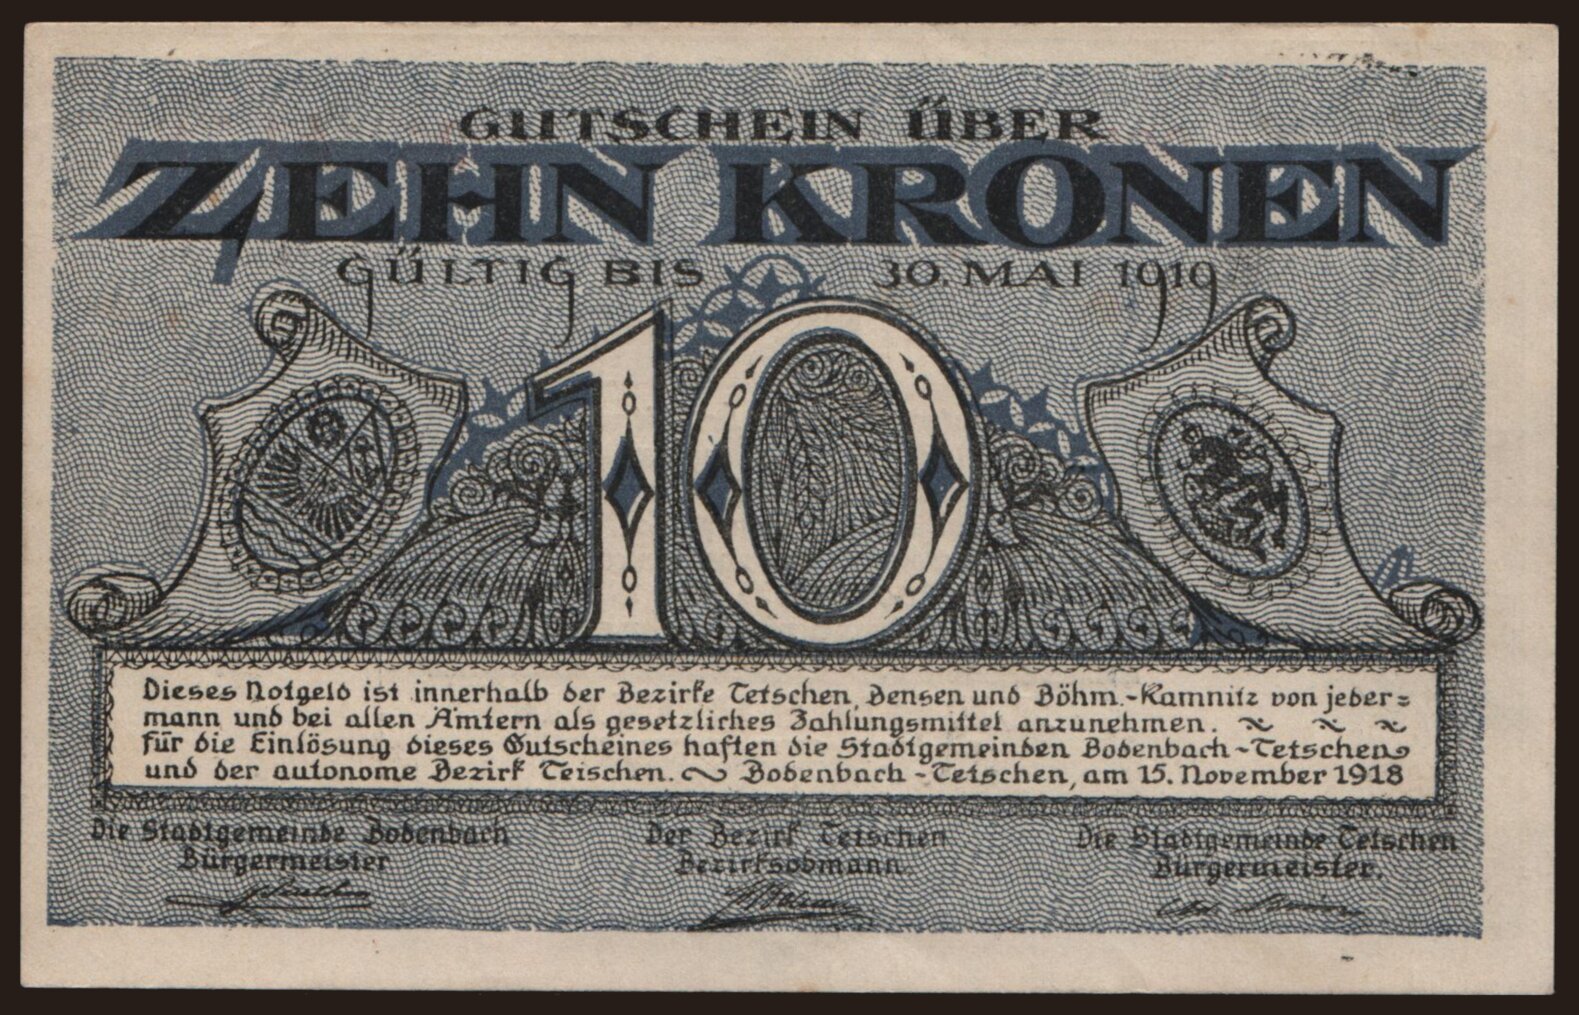 GUTSCHEIN ÜBER
ZEHN KRONEN
GÜLTIG BIS 30. MAI 1919
10
Dieses Notgeld ist innerhalb der Bezirke Tetschen, Bensen und Böhm.-Kamnitz von jeder=
mann und bei allen Ämtern als gesetzliches Zahlungsmittel anzunehmen.
für die Einlösung dieses Gutscheines haften die Stadtgemeinden Bodenbach-Tetschen
und der autonome Bezirk Tetschen. Bodenbach-Tetschen, am 15. November 1918
Die Stadtgemeinde Bodenbach Der Bezirk Tetschen Die Stadtgemeinde Tetschen
Bürgermeister Bezirksobmann. Bürgermeister.